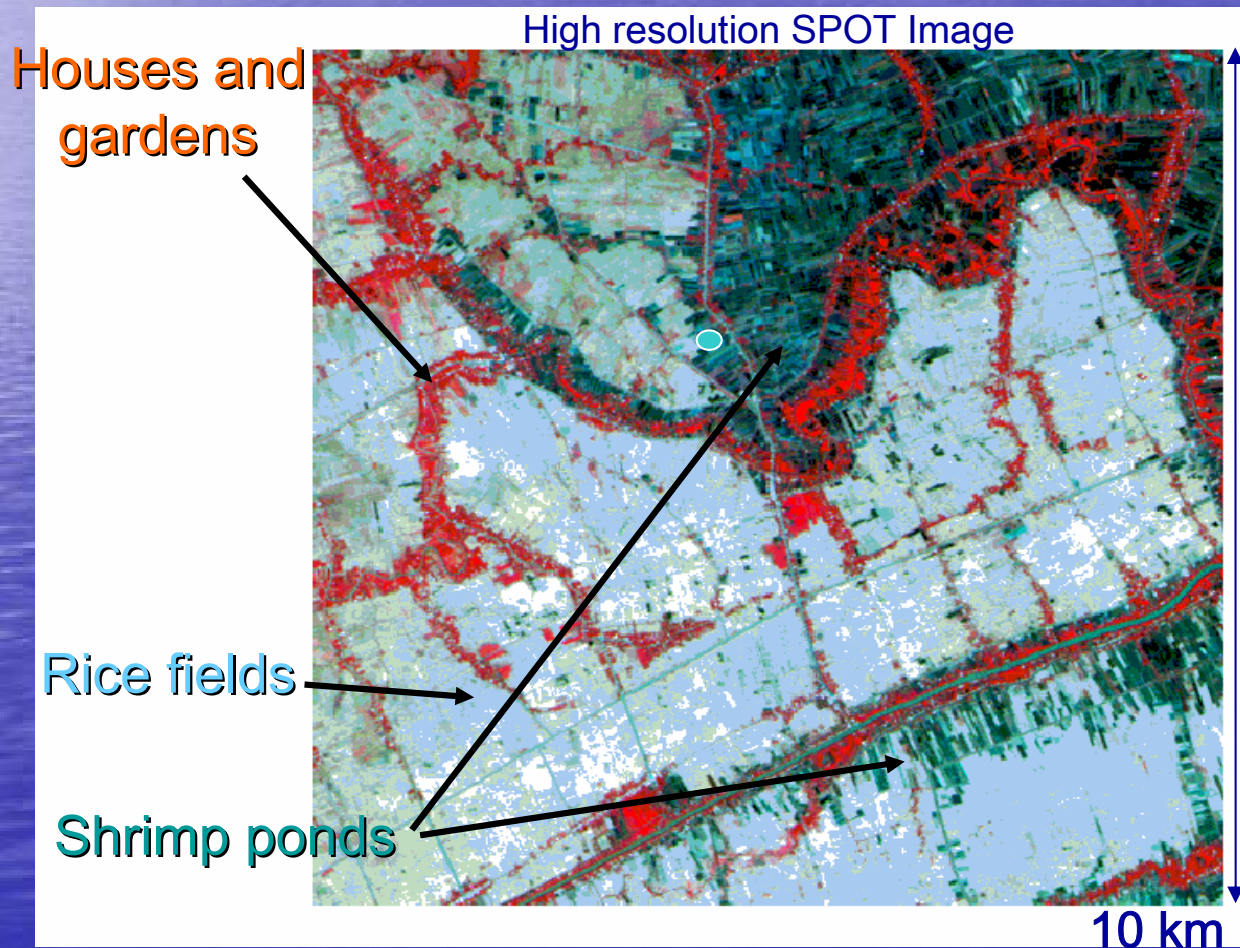 High resolution SPOT Image
Houses and
gardens
Rice fields
Shrimp ponds
10 km